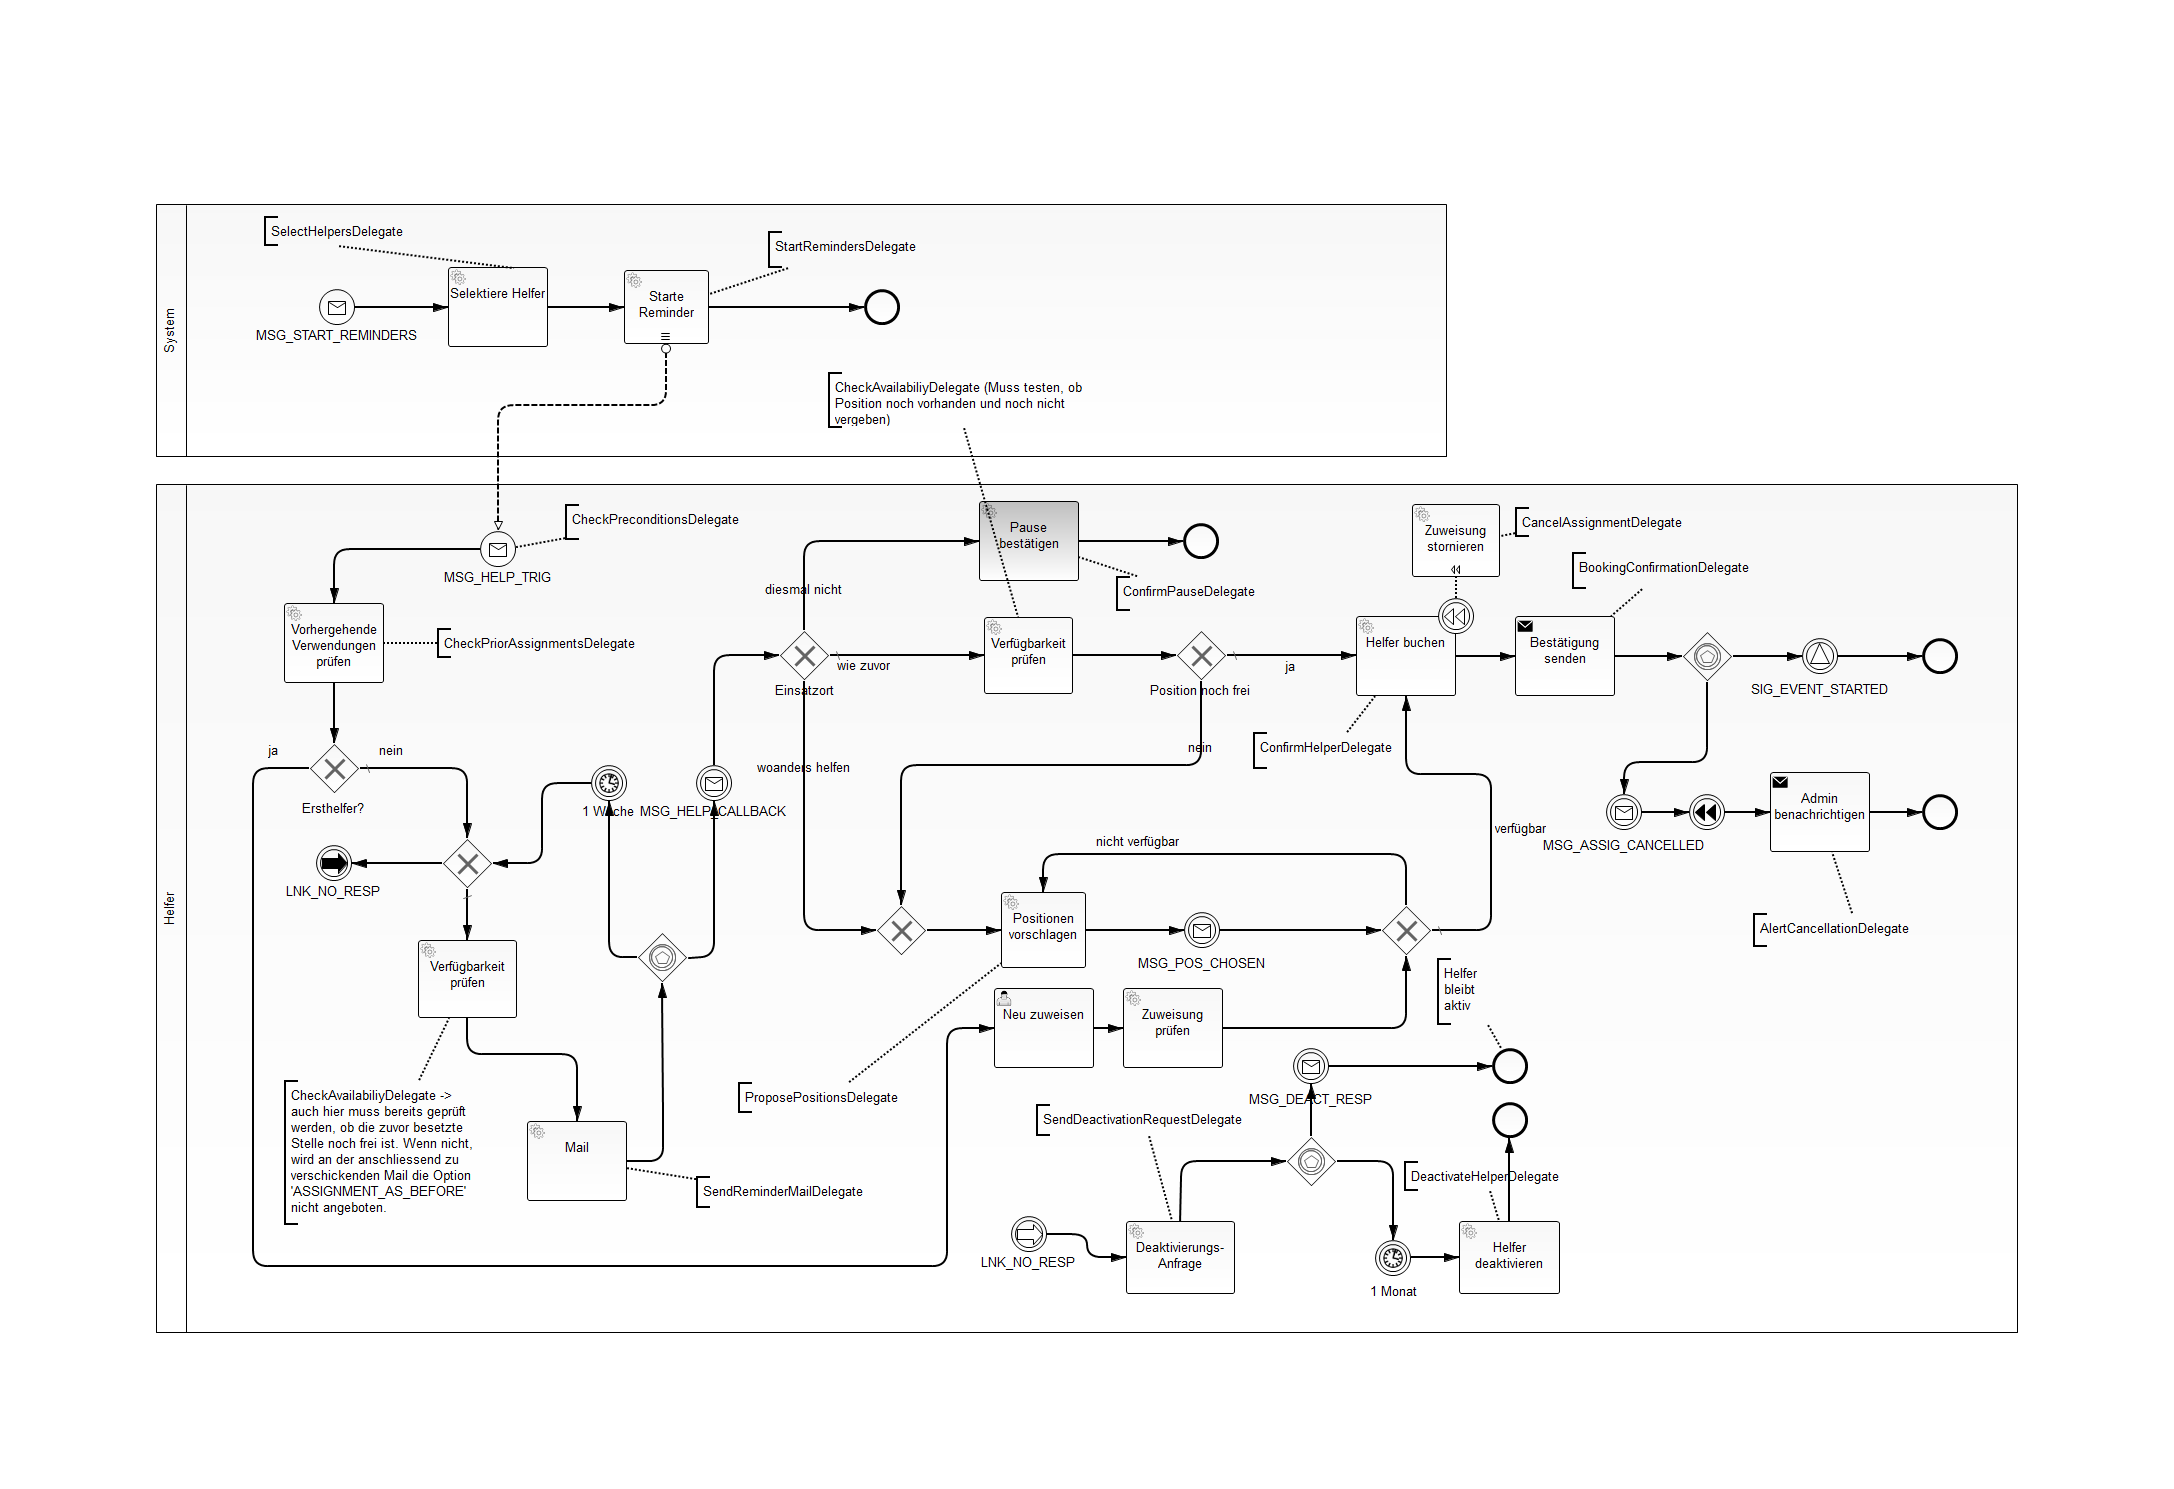 System
SelectHelpersDelegate
StartRemindersDelegate
Selektiere Helfer
Starte
Reminder
MSG_START_REMINDERS
CheckAvailabiliyDelegate (Muss testen, ob
Position noch vorhanden und noch nicht
vergeben)
Helfer
CheckPreconditionsDelegate
MSG_HELP_TRIG
Pause
bestätigen
ConfirmPauseDelegate
Zuweisung
stornieren
CancelAssignmentDelegate
BookingConfirmationDelegate
diesmal nicht
Vorhergehende
Verwendungen
prüfen
CheckPriorAssignmentsDelegate
Einsatzort
wie zuvor
Verfügbarkeit
prüfen
Position noch frei
ja
Helfer buchen
Bestätigung
senden
SIG_EVENT_STARTED
ja
nein
Ersthelfer?
1 Woche
MSG_HELP_CALLBACK
woanders helfen
nein
ConfirmHelperDelegate
Admin
benachrichtigen
MSG_ASSIG_CANCELLED
verfügbar
nicht verfügbar
LNK_NO_RESP
Positionen
vorschlagen
MSG_POS_CHOSEN
AlertCancellationDelegate
Verfügbarkeit
prüfen
Helfer
bleibt
aktiv
Neu zuweisen
Zuweisung
prüfen
CheckAvailabiliyDelegate ->
auch hier muss bereits geprüft
werden, ob die zuvor besetzte
Stelle noch frei ist. Wenn nicht,
wird an der anschliessend zu
verschickenden Mail die Option
'ASSIGNMENT_AS_BEFORE'
nicht angeboten.
Mail
SendReminderMailDelegate
ProposePositionsDelegate
MSG_DEACT_RESP
SendDeactivationRequestDelegate
DeactivateHelperDelegate
LNK_NO_RESP
Deaktivierungs-
Anfrage
1 Monat
Helfer
deaktivieren